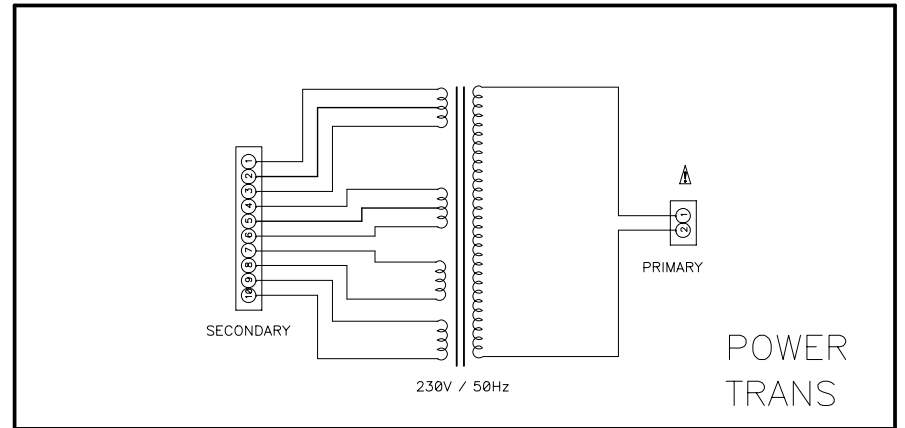 1
2
3
4
5
6
7
8
9
10
SECONDARY
230V / 50Hz
!
1
2
PRIMARY
POWER
TRANS